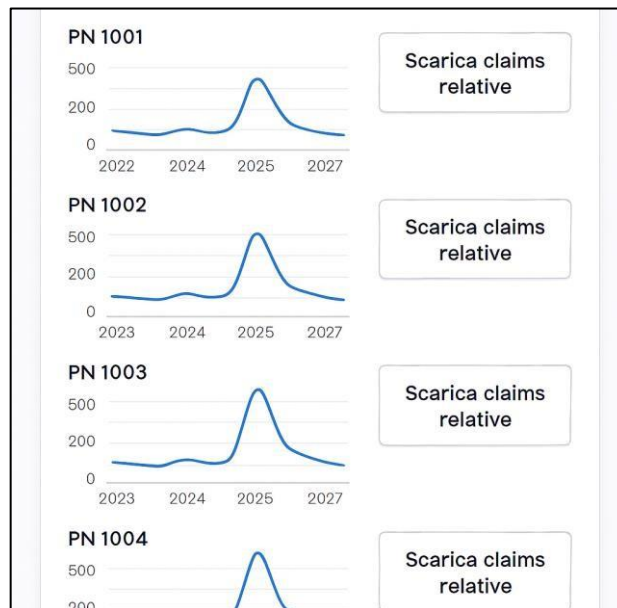 PN 1001
500
200
0
2022 2024 2025 2027
Scarica claims
relative
PN 1002
500
200
0
2023 2024 2025 2027
Scarica claims
relative
PN 1003
500
200
0
2023 2024 2025 2027
Scarica claims
relative
PN 1004
500
200
Scarica claims
relative